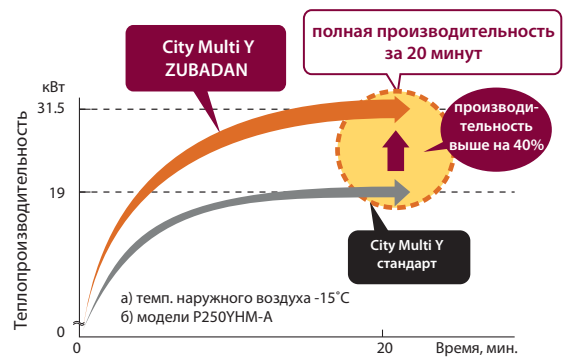 City Multi Y
ZUBADAN
полная производительность
за 20 минут
кВт
31.5
производи-
тельность
выше на 40%
Теплопроизводительность
19
City Multi Y
стандарт
а) темп. наружного воздуха -15˚C
б) модели P250YHM-A
0
0
20
Время, мин.